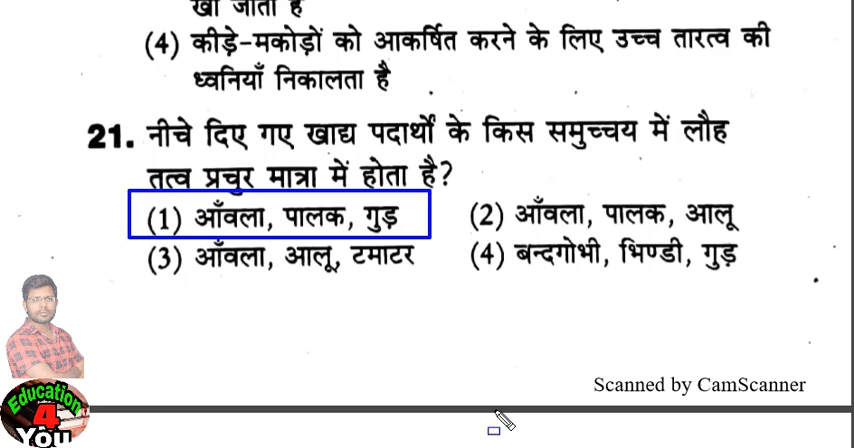 खा जाता है
(4) कीड़े-मकोड़ों को आकर्षित करने के लिए उच्च तारत्व की
ध्वनियाँ निकालता है
21. नीचे दिए गए खाद्य पदार्थों के किस समुच्चय में लौह
तत्व प्रचुर मात्रा में होता है?
(1) आँवला, पालक, गुड़ (2) आँवला, पालक, आलू
(3) आँवला, आलू, टमाटर (4) बन्दगोभी, भिण्डी, गुड़
Scanned by CamScanner
Education
4
You